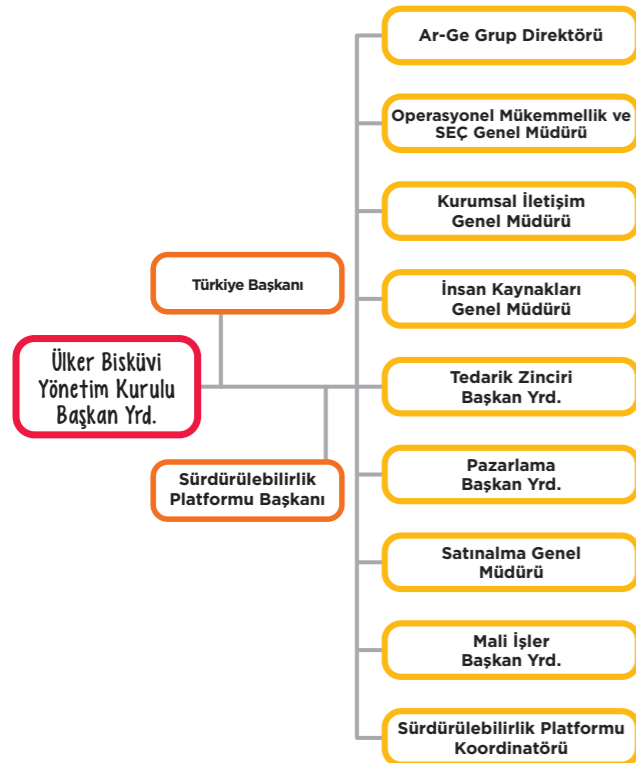 Ar-Ge Grup Direktörü
Operasyonel Mükemmellik ve
SEÇ Genel Müdürü
Kurumsal İletişim
Genel Müdürü
Türkiye Başkanı
İnsan Kaynakları
Genel Müdürü
Ülker Bisküvi
Yönetim Kurulu
Başkan Yrd.
Tedarik Zinciri
Başkan Yrd.
Sürdürülebilirlik
Platformu Başkanı
Pazarlama
Başkan Yrd.
Satınalma Genel
Müdürü
Mali İşler
Başkan Yrd.
Sürdürülebilirlik Platformu
Koordinatörü